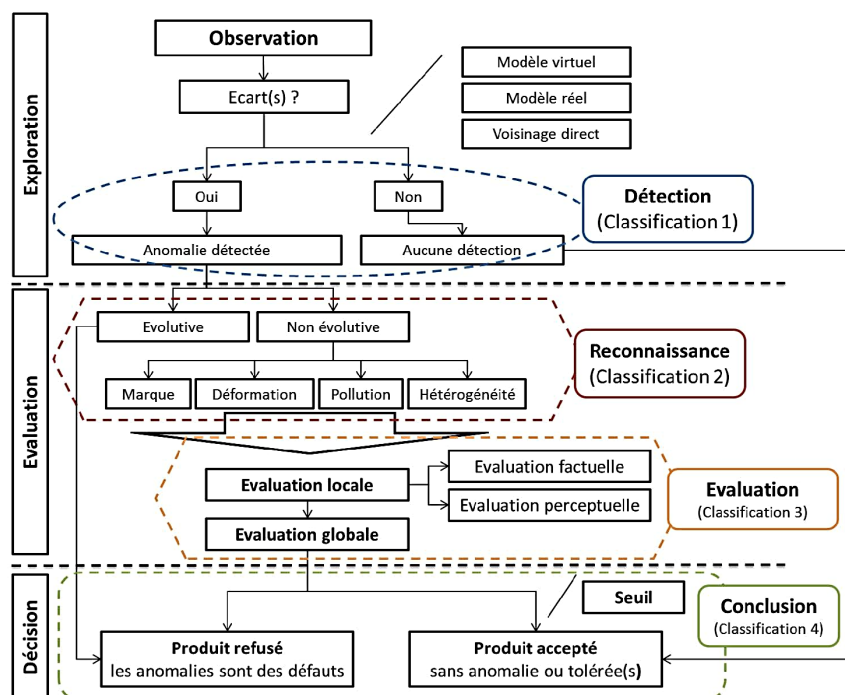 Exploration
Observation
Ecart(s) ?
Modèle virtuel
Modèle réel
Voisinage direct
Oui
Non
Anomalie détectée
Aucune détection
Détection
(Classification 1)
Evaluation
Evolutive
Non évolutive
Marque
Déformation
Pollution
Hétérogénéité
Reconnaissance
(Classification 2)
Evaluation locale
Evaluation factuelle
Evaluation perceptuelle
Evaluation globale
Evaluation
(Classification 3)
Décision
Seuil
Produit refusé
les anomalies sont des défauts
Produit accepté
sans anomalie ou tolérée(s)
Conclusion
(Classification 4)